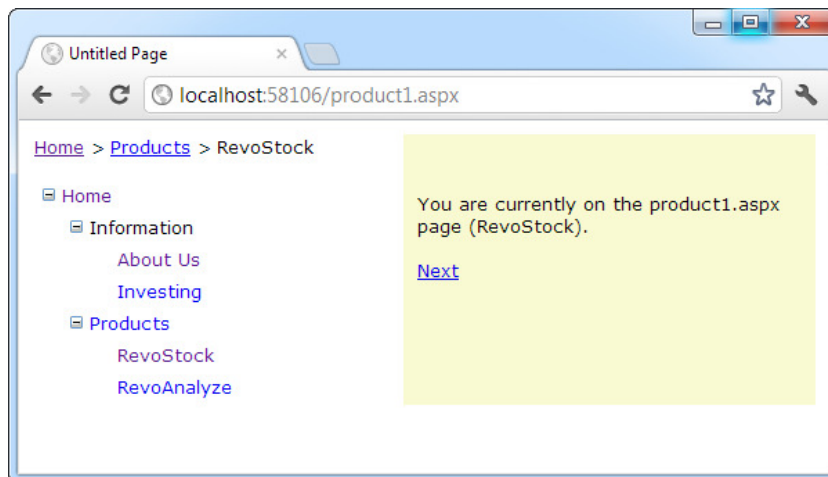 Untitled Page
localhost:58106/product1.aspx
Home > Products > RevoStock
Home
Information
About Us
Investing
Products
RevoStock
RevoAnalyze
You are currently on the product1.aspx
page (RevoStock).
Next